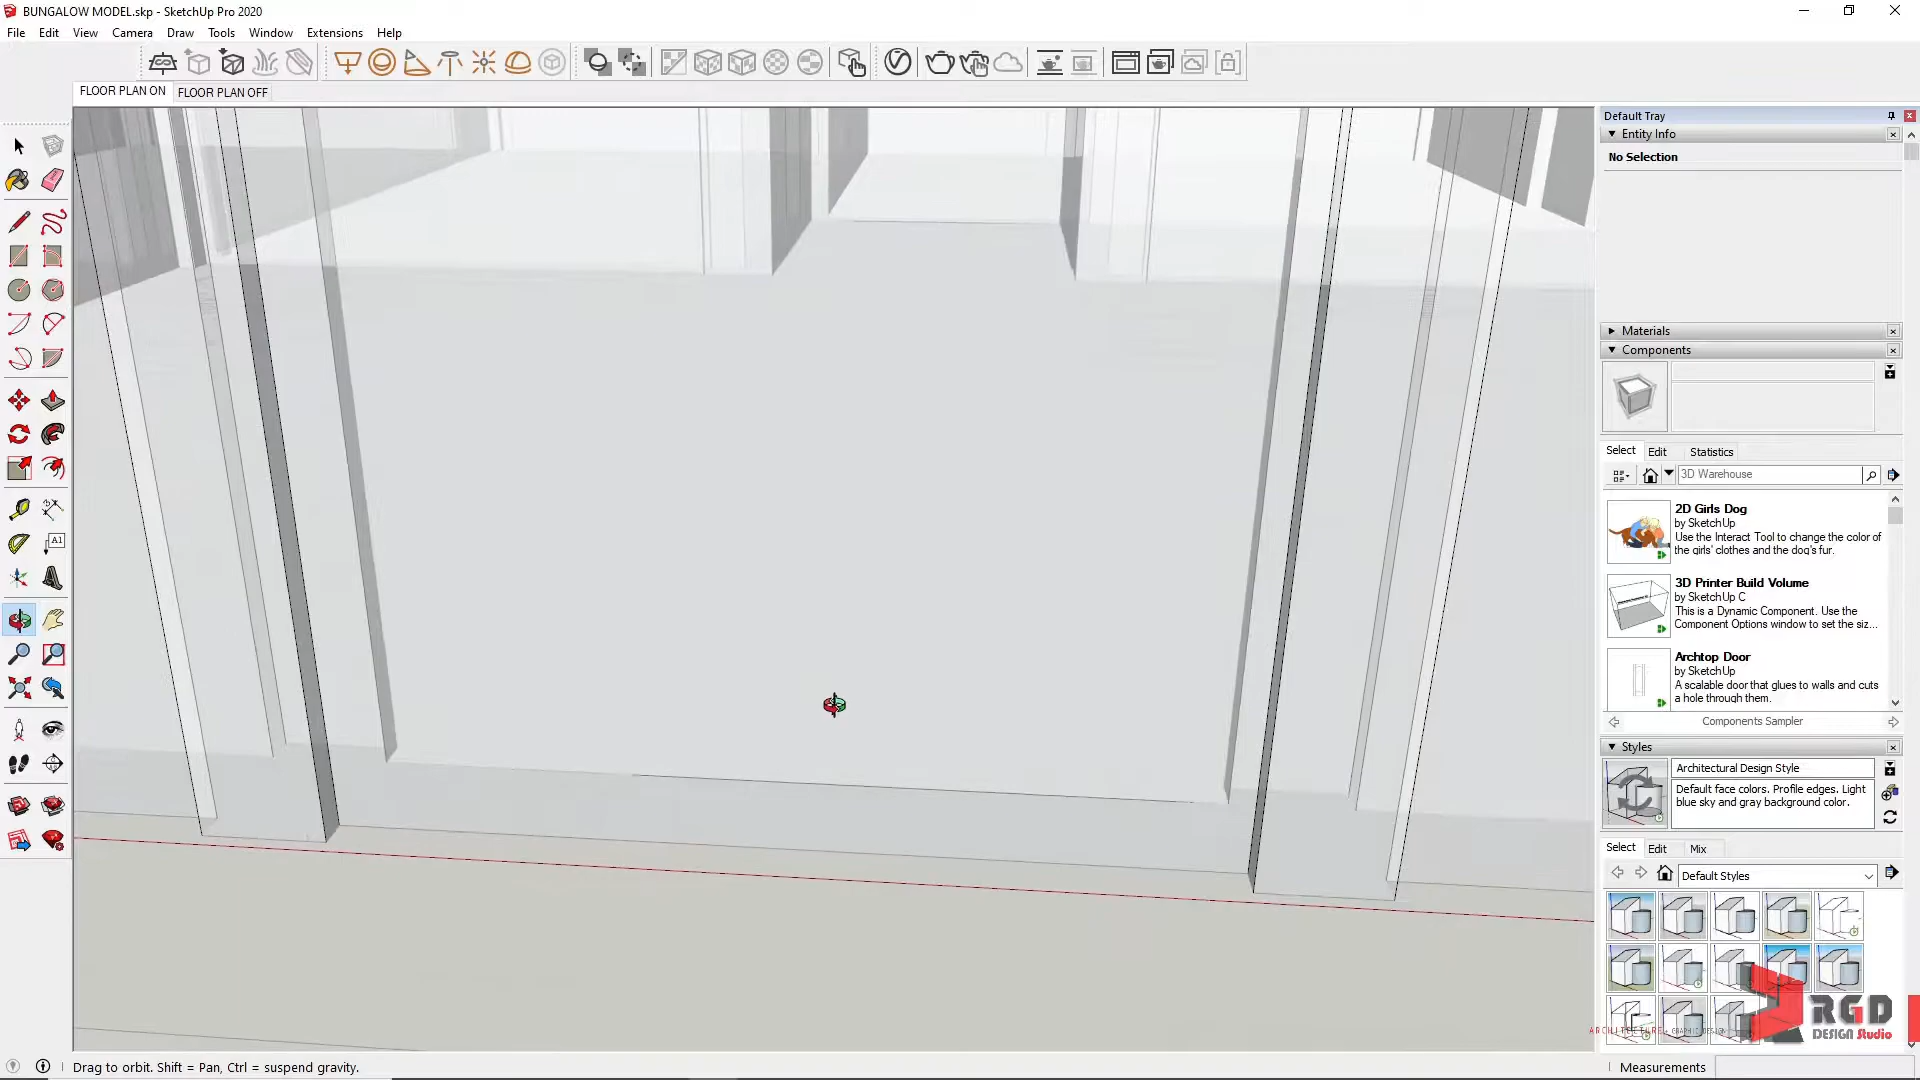 BUNGALOW MODEL.skp - SketchUp Pro 2020
File Edit View Camera Draw Tools Window Extensions Help
FLOOR PLAN ON FLOOR PLAN OFF
Default Tray
Entity Info
No Selection
Materials
Components
Select Edit Statistics
3D Warehouse
2D Girls Dog
by SketchUp
Use the Interact Tool to change the color of
the girls' clothes and the dog's fur.
3D Printer Build Volume
by SketchUp C
This is a Dynamic Component. Use the
Component Options window to set the siz...
Archtop Door
by SketchUp
A scalable door that glues to walls and cuts
a hole through them.
Components Sampler
Styles
Architectural Design Style
Default face colors. Profile edges. Light
blue sky and gray background color.
Select Edit Mix
Default Styles
A1
RGD
DESIGN Studio
ARCHITECTURE + GRAPHIC DESIGN
Drag to orbit. Shift = Pan, Ctrl = suspend gravity.
Measurements